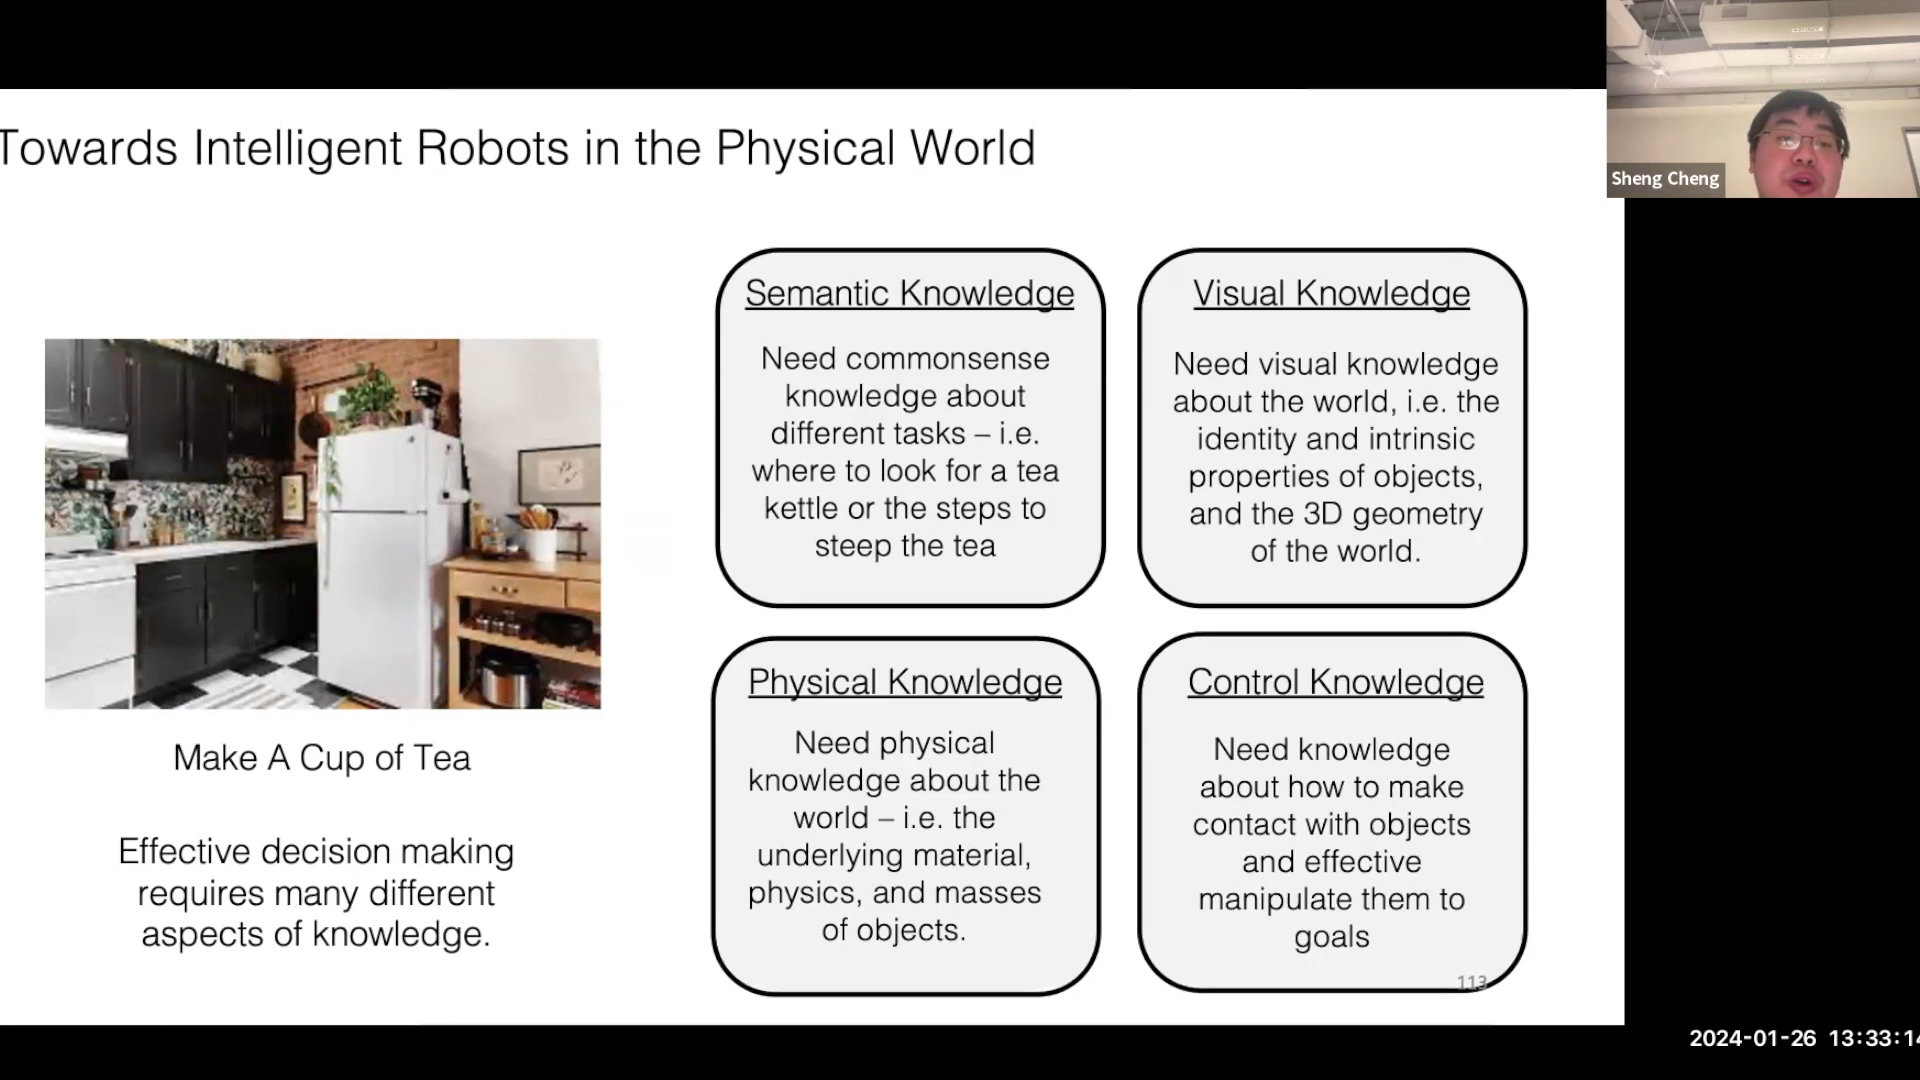 Towards Intelligent Robots in the Physical World
Sheng Cheng
Make A Cup of Tea
Effective decision making
requires many different
aspects of knowledge.
Semantic Knowledge
Need commonsense
knowledge about
different tasks – i.e.
where to look for a tea
kettle or the steps to
steep the tea
Visual Knowledge
Need visual knowledge
about the world, i.e. the
identity and intrinsic
properties of objects,
and the 3D geometry
of the world.
Physical Knowledge
Need physical
knowledge about the
world – i.e. the
underlying material,
physics, and masses
of objects.
Control Knowledge
Need knowledge
about how to make
contact with objects
and effective
manipulate them to
goals
113
2024-01-26 13:33:14